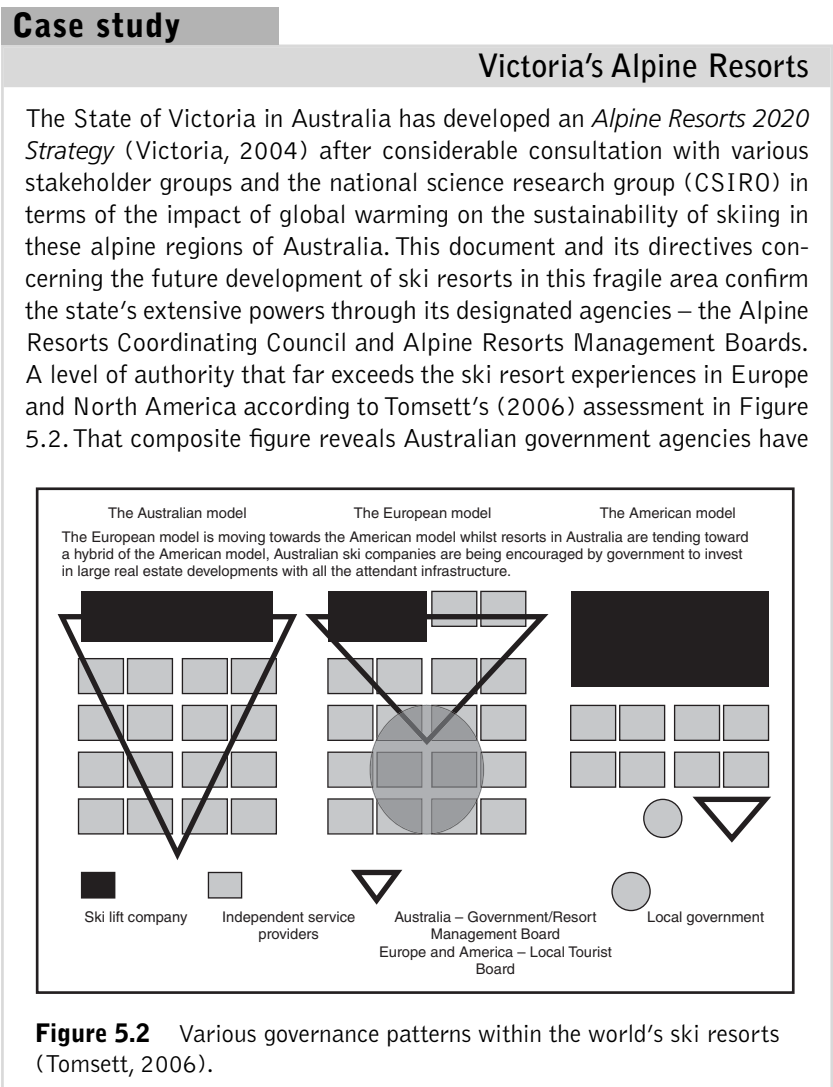 Case study
Victoria's Alpine Resorts
The State of Victoria in Australia has developed an Alpine Resorts 2020
Strategy (Victoria, 2004) after considerable consultation with various
stakeholder groups and the national science research group (CSIRO) in
terms of the impact of global warming on the sustainability of skiing in
these alpine regions of Australia. This document and its directives con-
cerning the future development of ski resorts in this fragile area confirm
the state's extensive powers through its designated agencies – the Alpine
Resorts Coordinating Council and Alpine Resorts Management Boards.
A level of authority that far exceeds the ski resort experiences in Europe
and North America according to Tomsett's (2006) assessment in Figure
5.2. That composite figure reveals Australian government agencies have
The Australian model
The European model
The American model
The European model is moving towards the American model whilst resorts in Australia are tending toward
a hybrid of the American model, Australian ski companies are being encouraged by government to invest
in large real estate developments with all the attendant infrastructure.
Ski lift company
Independent service
providers
Australia – Government/Resort
Management Board
Europe and America – Local Tourist
Board
Local government
Figure 5.2 Various governance patterns within the world's ski resorts
(Tomsett, 2006).